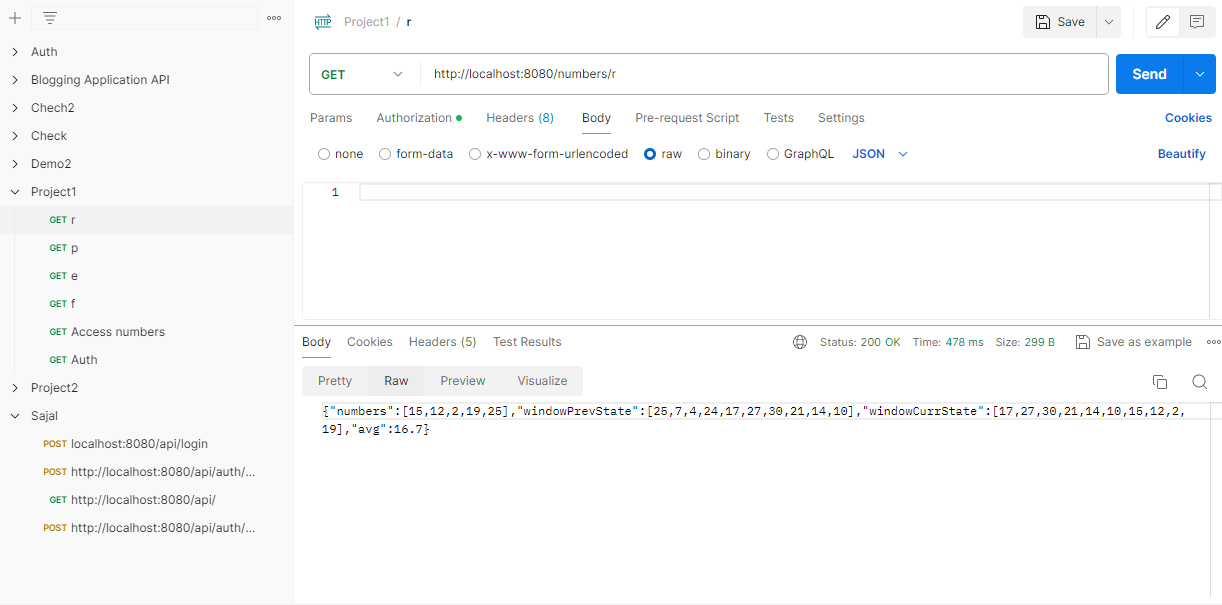 Auth
Blogging Application API
Chech2
Check
Demo2
Project1
GET r
GET p
GET e
GET f
GET Access numbers
GET Auth
Project2
Sajal
POST localhost:8080/api/login
POST http://localhost:8080/api/auth/...
GET http://localhost:8080/api/
POST http://localhost:8080/api/auth/...
HTTP Project1 / r
Save
GET http://localhost:8080/numbers/r
Send
Params Authorization Headers (8) Body Pre-request Script Tests Settings Cookies
none form-data x-www-form-urlencoded raw binary GraphQL JSON Beautify
1
Body Cookies Headers (5) Test Results Status: 200 OK Time: 478 ms Size: 299 B Save as example
Pretty Raw Preview Visualize
{"numbers":[15,12,2,19,25],"windowPrevState":[25,7,4,24,17,27,30,21,14,10],"windowCurrState":[17,27,30,21,14,10,15,12,2,
19],"avg":16.7}